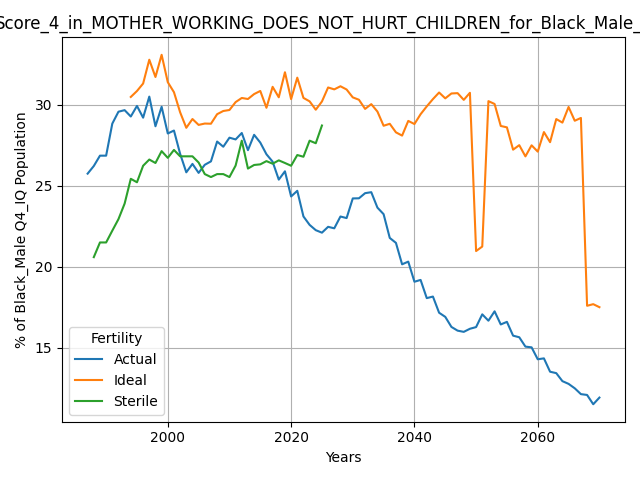 Score_4_in_MOTHER_WORKING_DOES_NOT_HURT_CHILDREN_for_Black_Male_
% of Black_Male Q4_IQ Population
30
25
20
15
Fertility
Actual
Ideal
Sterile
2000
2020
2040
2060
Years